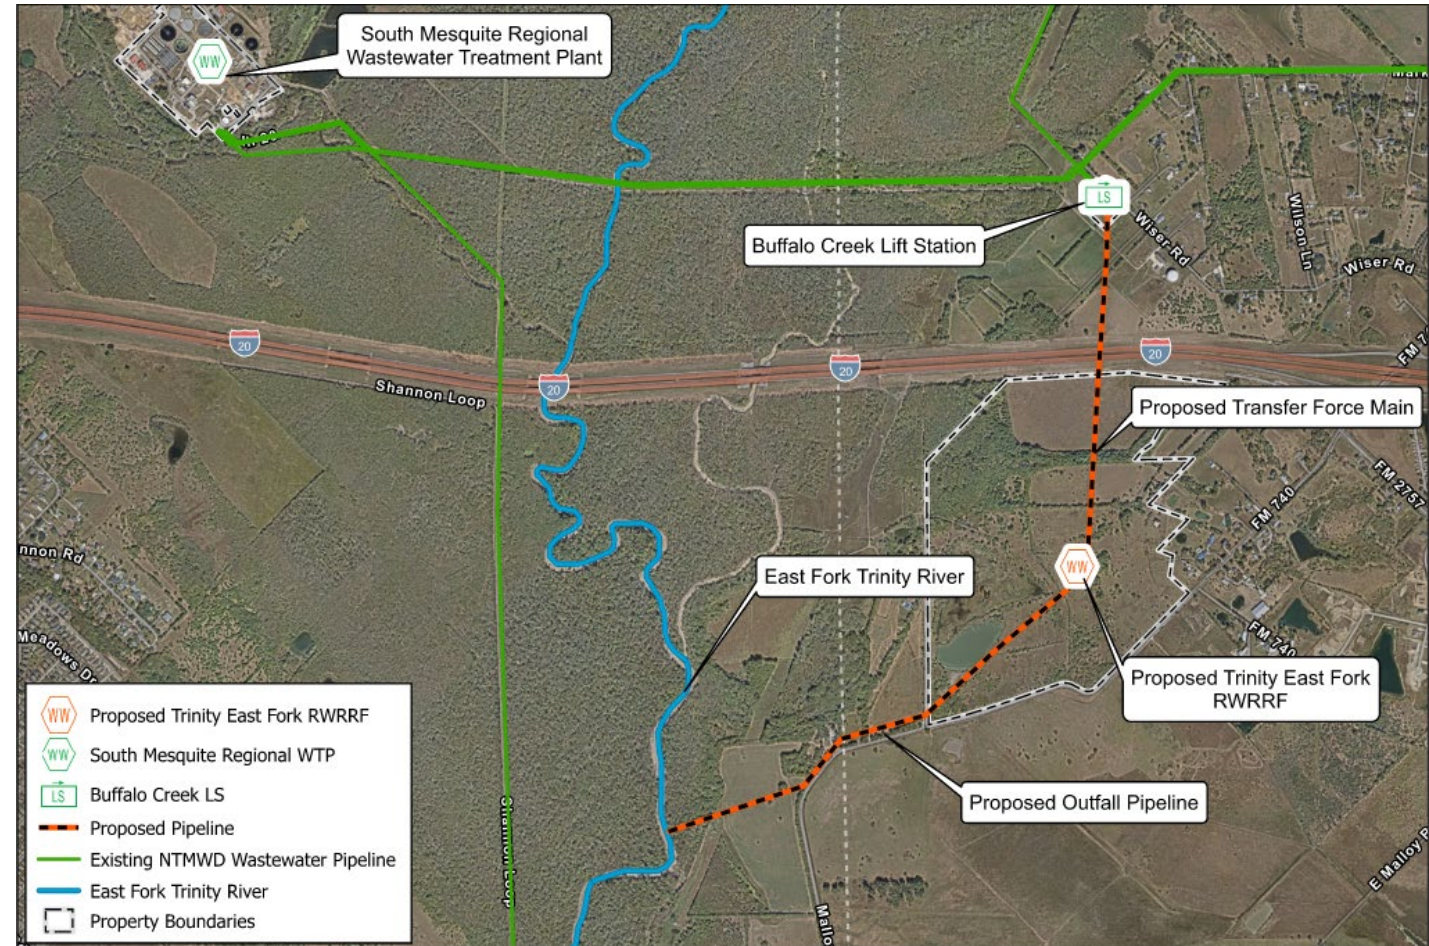 South Mesquite Regional
Wastewater Treatment Plant
WW
LS
Buffalo Creek Lift Station
Wiser Rd
Wilson Ln
Wiser Rd
20
20
20
20
Shannon Loop
Proposed Transfer Force Main
FM 740
FM 2757
East Fork Trinity River
WW
FM 740
Meadows Dr
Proposed Trinity East Fork
RWRRF
Proposed Outfall Pipeline
Shannon Loop
WW Proposed Trinity East Fork RWRRF
WW South Mesquite Regional WTP
LS Buffalo Creek LS
Proposed Pipeline
Existing NTMWD Wastewater Pipeline
East Fork Trinity River
Property Boundaries